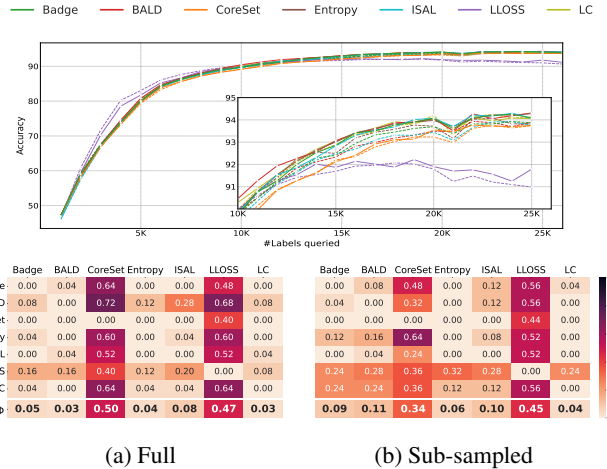 Badge BALD CoreSet Entropy ISAL LLOSS LC
90
80
70
60
50
Accuracy
95
94
93
92
91
10K 15K 20K 25K
5K 10K 15K 20K 25K
#Labels queried
Badge BALD CoreSet Entropy ISAL LLOSS LC
0.00 0.04 0.64 0.00 0.00 0.48 0.00
0.08 0.00 0.72 0.12 0.28 0.68 0.08
0.00 0.00 0.00 0.00 0.00 0.40 0.00
0.04 0.00 0.60 0.00 0.04 0.60 0.00
0.00 0.04 0.52 0.00 0.00 0.52 0.04
0.16 0.16 0.40 0.12 0.20 0.00 0.08
0.04 0.00 0.64 0.04 0.04 0.64 0.00
0.05 0.03 0.50 0.04 0.08 0.47 0.03
Badge BALD CoreSet Entropy ISAL LLOSS LC
0.00 0.08 0.48 0.00 0.12 0.56 0.04
0.04 0.00 0.32 0.00 0.12 0.56 0.00
0.00 0.00 0.00 0.00 0.00 0.44 0.00
0.12 0.16 0.64 0.00 0.08 0.52 0.00
0.00 0.04 0.24 0.00 0.00 0.52 0.00
0.24 0.28 0.36 0.32 0.28 0.00 0.24
0.24 0.24 0.36 0.12 0.12 0.56 0.00
0.09 0.11 0.34 0.06 0.10 0.45 0.04
(a) Full
(b) Sub-sampled